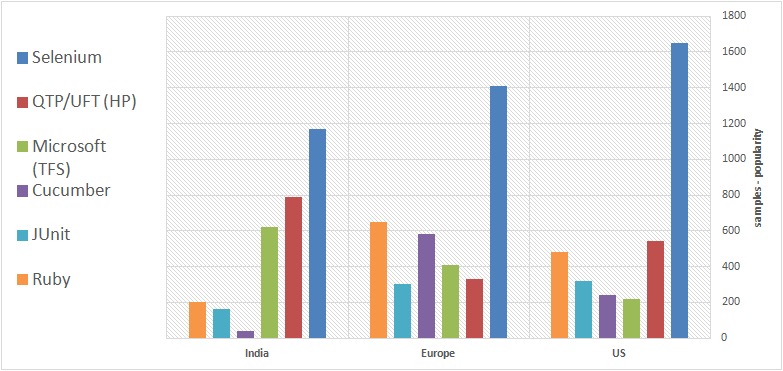 Selenium
QTP/UFT (HP)
Microsoft
(TFS)
Cucumber
JUnit
Ruby
1800
1600
1400
1200
1000
800
600
400
200
0
samples - popularity
India
Europe
US